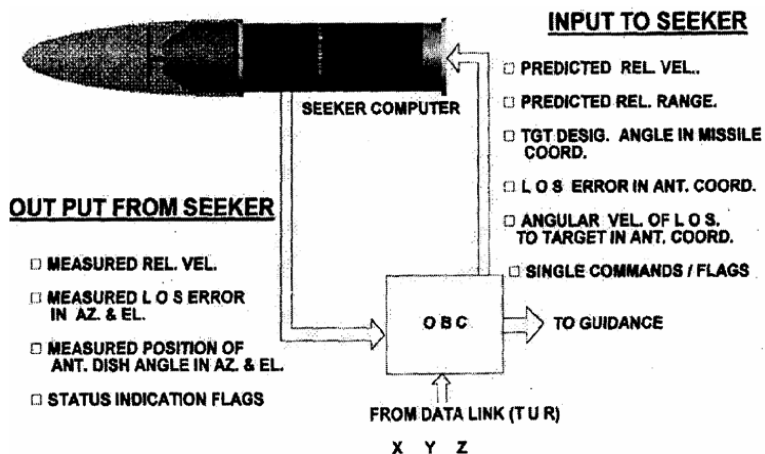 INPUT TO SEEKER
PREDICTED REL. VEL.
PREDICTED REL. RANGE.
TGT DESIG. ANGLE IN MISSILE
COORD.
L O S ERROR IN ANT. COORD.
ANGULAR VEL. OF L O S.
TO TARGET IN ANT. COORD.
SINGLE COMMANDS / FLAGS
SEEKER COMPUTER
OUT PUT FROM SEEKER
MEASURED REL. VEL.
MEASURED L O S ERROR
IN AZ. & EL.
MEASURED POSITION OF
ANT. DISH ANGLE IN AZ. & EL.
STATUS INDICATION FLAGS
O B C
TO GUIDANCE
FROM DATA LINK (T U R)
X Y Z